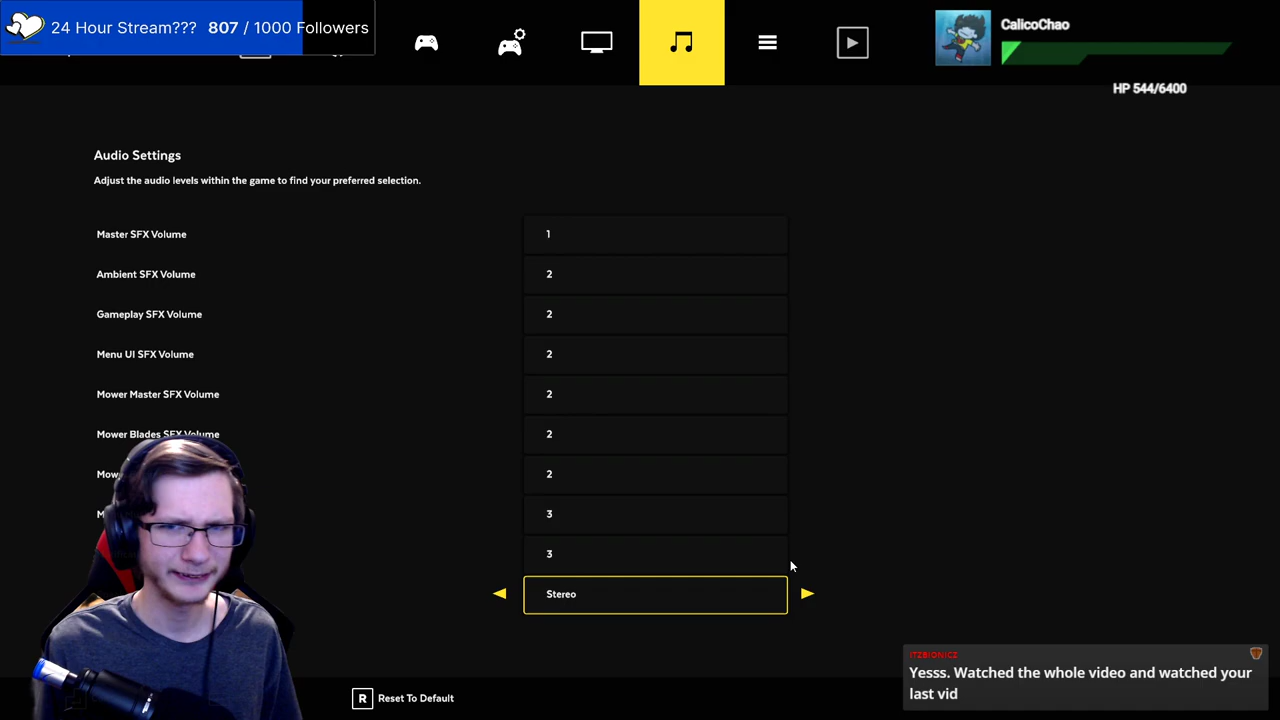 24 Hour Stream??? 807 / 1000 Followers
CalicoChao
HP 544/6400
Audio Settings
Adjust the audio levels within the game to find your preferred selection.
Master SFX Volume 1
Ambient SFX Volume 2
Gameplay SFX Volume 2
Menu UI SFX Volume 2
Mower Master SFX Volume 2
Mower Blades SFX Volume 2
2
3
3
Stereo
R Reset To Default
ITZBIONICZ
Yesss. Watched the whole video and watched your
last vid